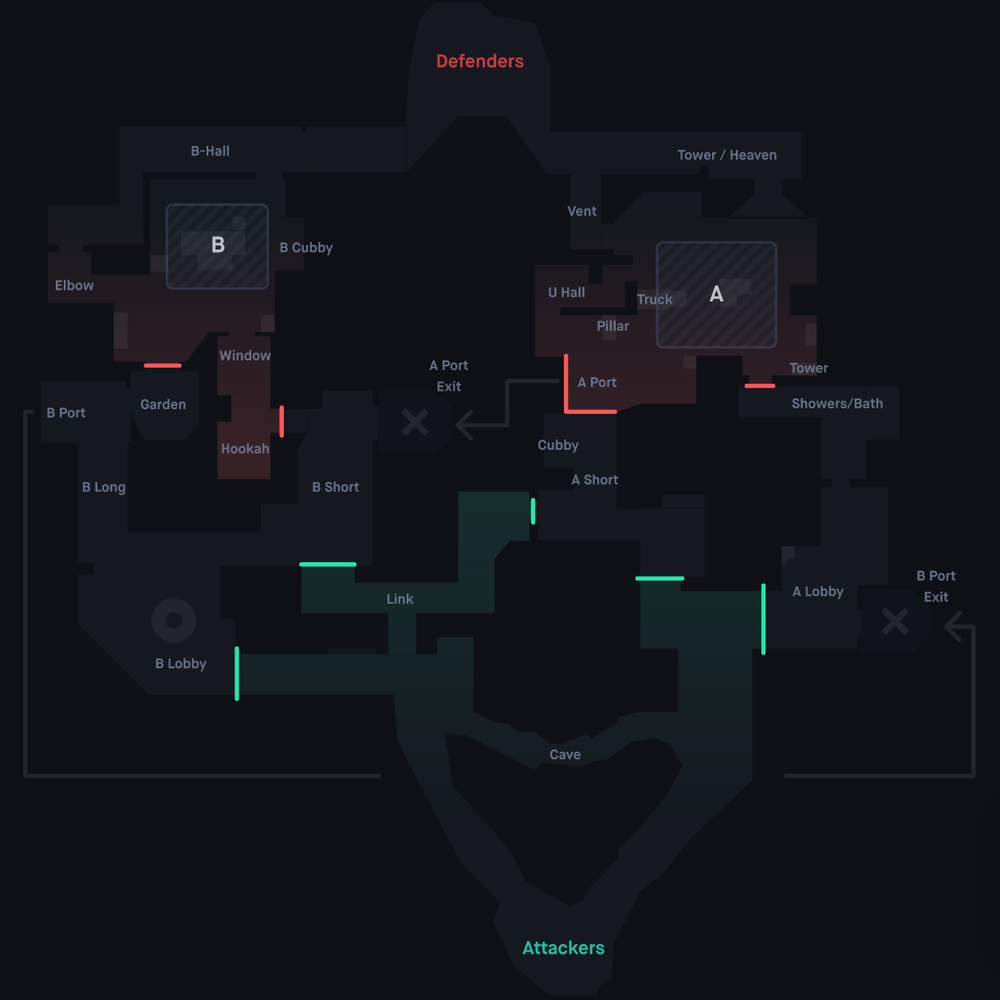 Defenders
B-Hall
Tower / Heaven
Vent
B
B Cubby
Elbow
U Hall
Truck
A
Pillar
Window
A Port
Exit
Tower
A Port
B Port
Garden
Showers/Bath
Hookah
Cubby
A Short
B Long
B Short
B Port
Exit
A Lobby
Link
B Lobby
Cave
Attackers